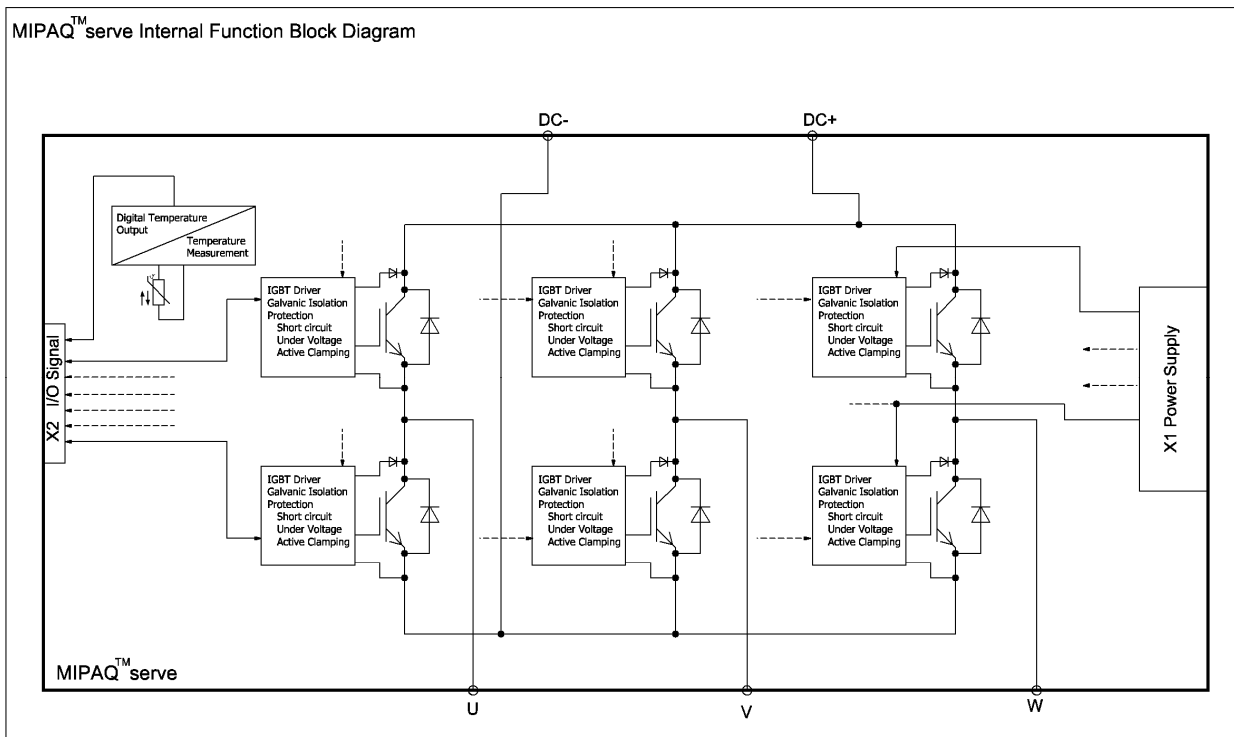 MIPAQ™serve Internal Function Block Diagram
DC-
DC+
Digital Temperature
Output
Temperature
Measurement
IGBT Driver
Galvanic Isolation
Protection
Short circuit
Under Voltage
Active Clamping
IGBT Driver
Galvanic Isolation
Protection
Short circuit
Under Voltage
Active Clamping
IGBT Driver
Galvanic Isolation
Protection
Short circuit
Under Voltage
Active Clamping
X2 I/O Signal
X1 Power Supply
IGBT Driver
Galvanic Isolation
Protection
Short circuit
Under Voltage
Active Clamping
IGBT Driver
Galvanic Isolation
Protection
Short circuit
Under Voltage
Active Clamping
IGBT Driver
Galvanic Isolation
Protection
Short circuit
Under Voltage
Active Clamping
MIPAQ™serve
U
V
W